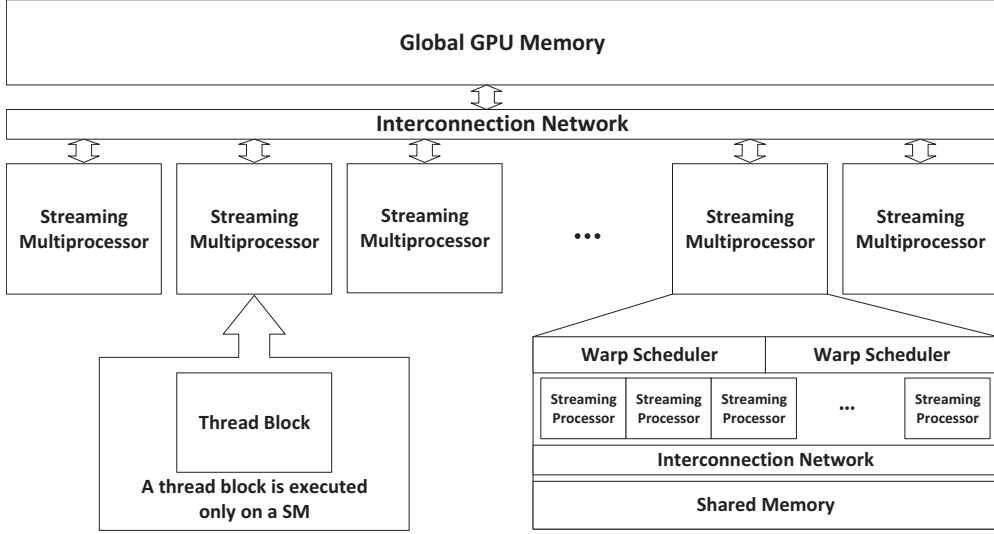 Global GPU Memory
Interconnection Network
Streaming Multiprocessor
Streaming Multiprocessor
Streaming Multiprocessor
...
Streaming Multiprocessor
Streaming Multiprocessor
Thread Block
A thread block is executed
only on a SM
Warp Scheduler
Warp Scheduler
Streaming Processor
Streaming Processor
Streaming Processor
...
Streaming Processor
Interconnection Network
Shared Memory